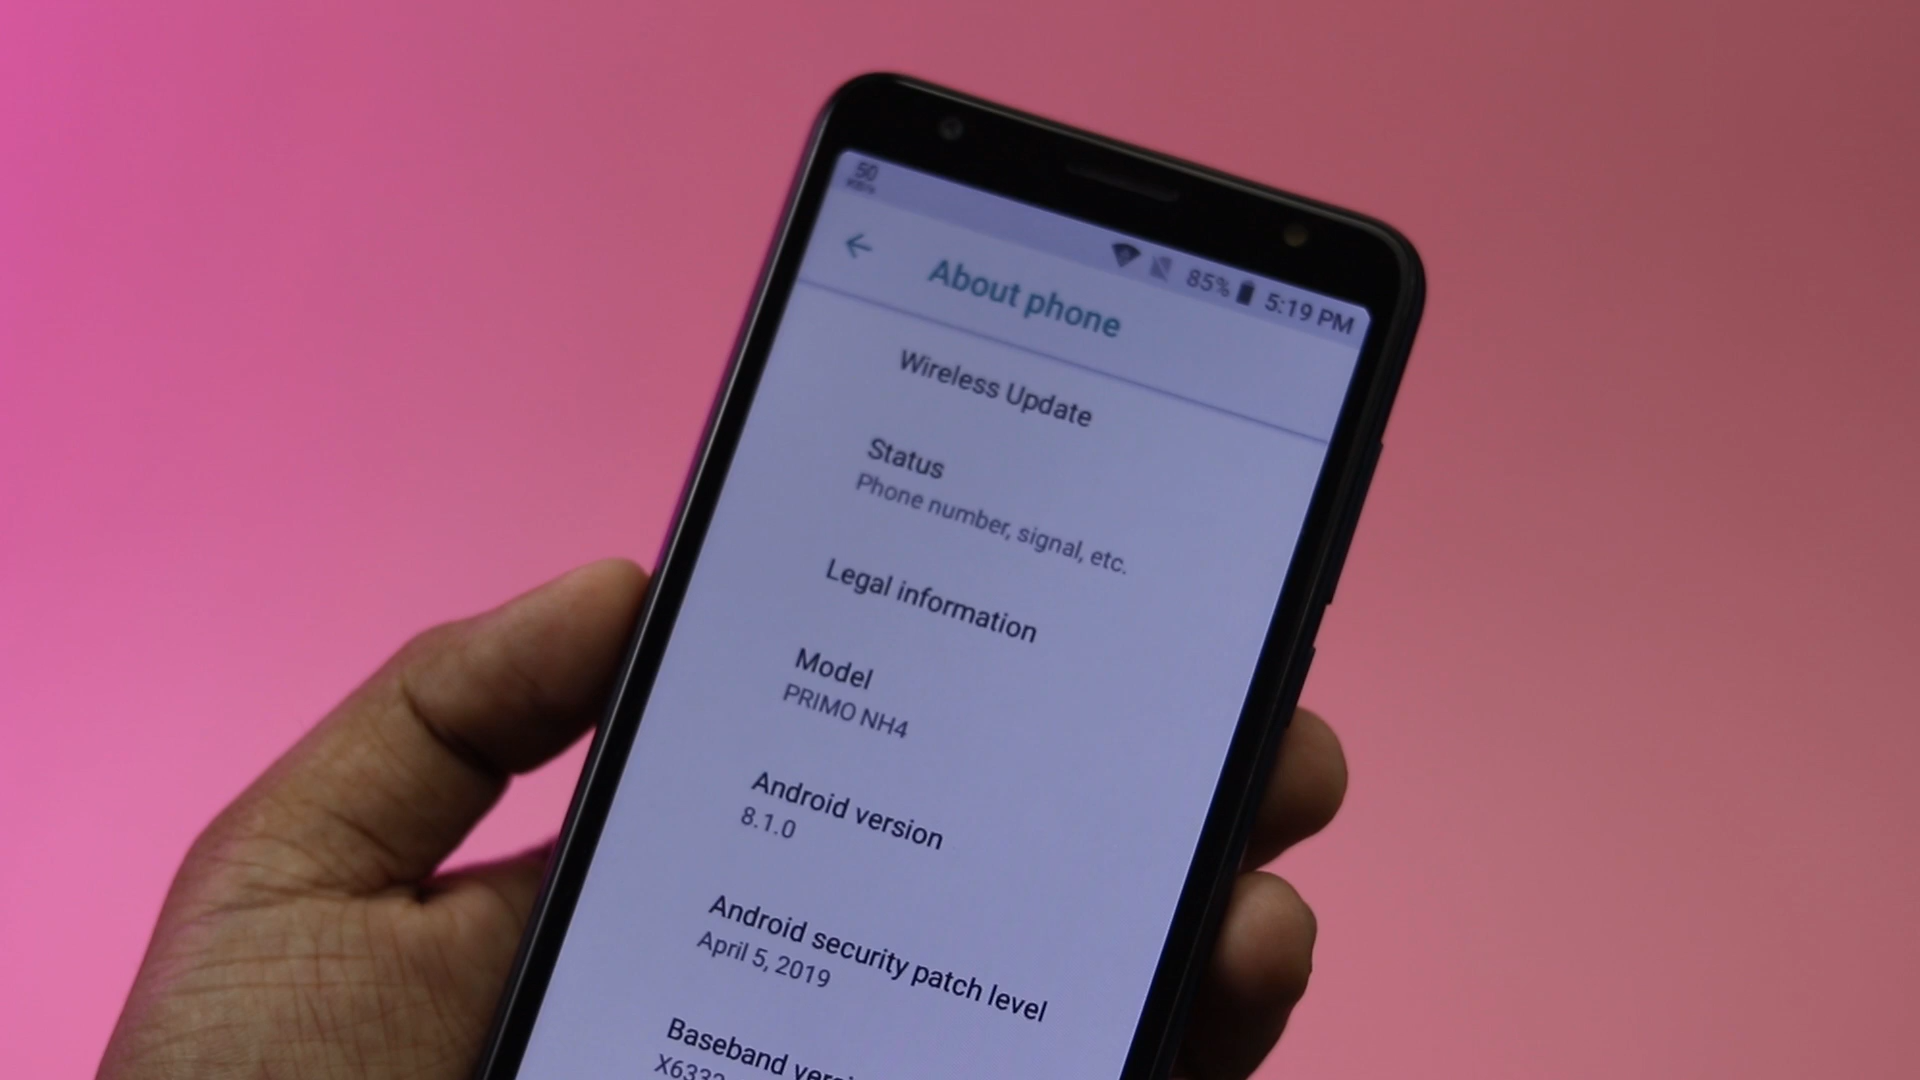 50
KB/s
85% 5:19 PM
About phone
Wireless Update
Status
Phone number, signal, etc.
Legal information
Model
PRIMO NH4
Android version
8.1.0
Android security patch level
April 5, 2019
Baseband